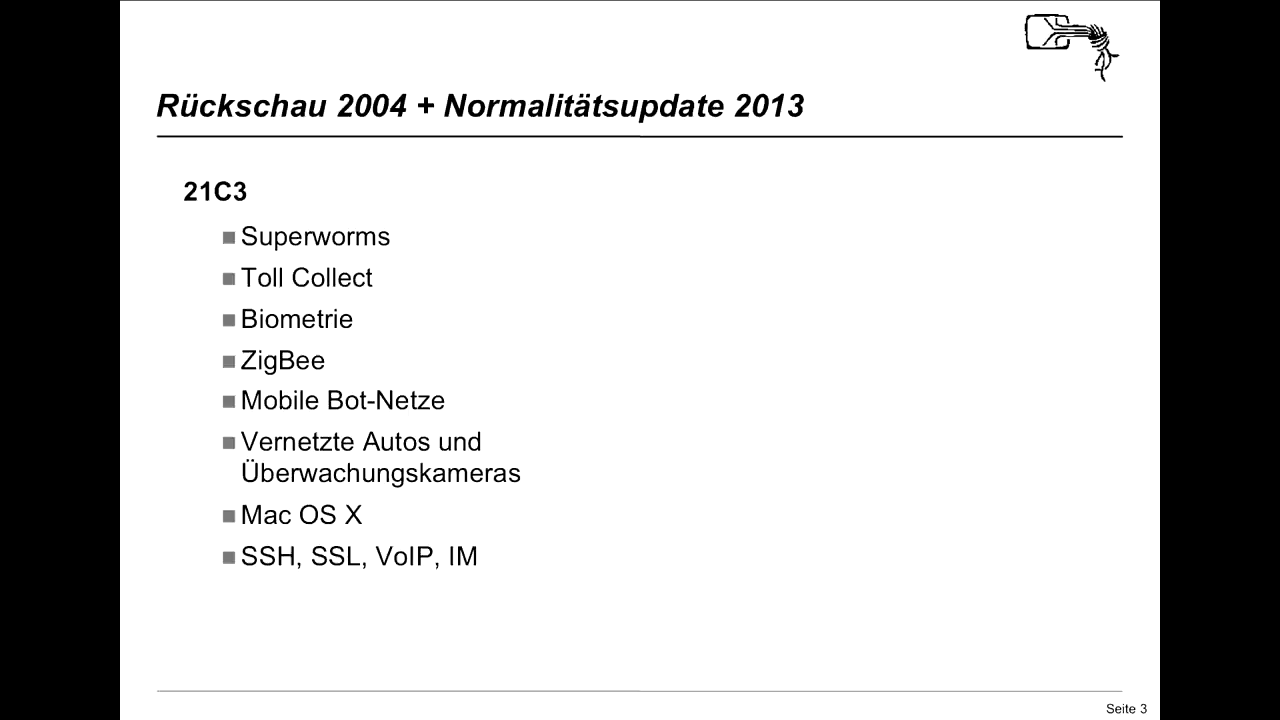 Rückschau 2004 + Normalitätsupdate 2013
21C3
Superworms
Toll Collect
Biometrie
ZigBee
Mobile Bot-Netze
Vernetzte Autos und
Überwachungskameras
Mac OS X
SSH, SSL, VoIP, IM
Seite 3